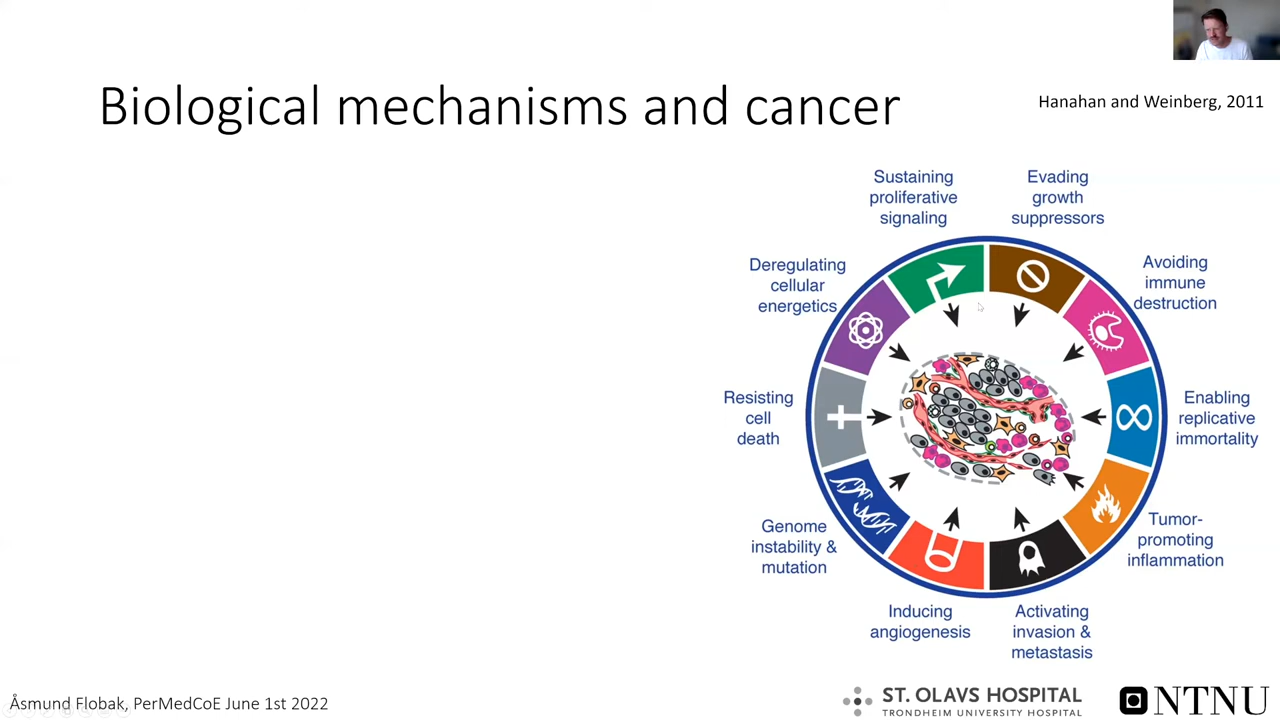 Biological mechanisms and cancer
Hanahan and Weinberg, 2011
Sustaining
proliferative
signaling
Evading
growth
suppressors
Deregulating
cellular
energetics
Avoiding
immune
destruction
Resisting
cell
death
Enabling
replicative
immortality
Genome
instability &
mutation
Tumor-
promoting
inflammation
Inducing
angiogenesis
Activating
invasion &
metastasis
Åsmund Flobak, PerMedCoE June 1st 2022
ST. OLAVS HOSPITAL
TRONDHEIM UNIVERSITY HOSPITAL
NTNU